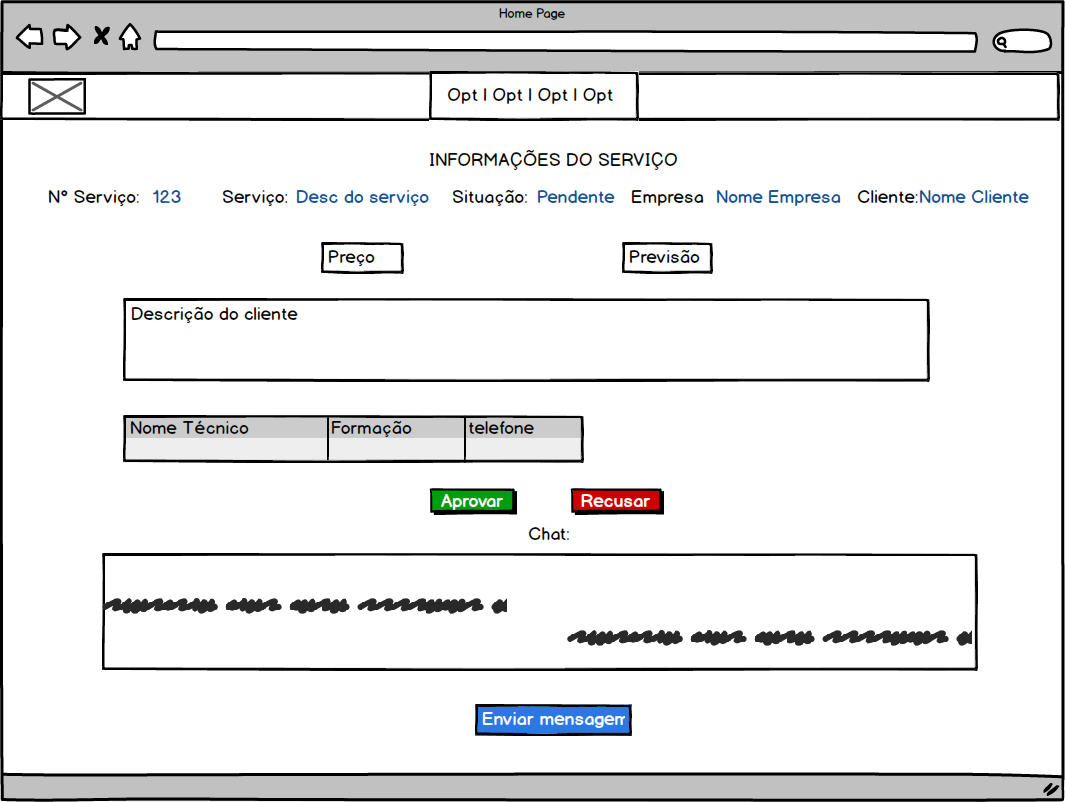 Home Page
Opt | Opt | Opt | Opt
INFORMAÇÕES DO SERVIÇO
Nº Serviço: 123 Serviço: Desc do serviço Situação: Pendente Empresa Nome Empresa Cliente:Nome Cliente
Preço Previsão
Descrição do cliente
Nome Técnico Formação telefone
Aprovar Recusar
Chat:
Enviar mensagem